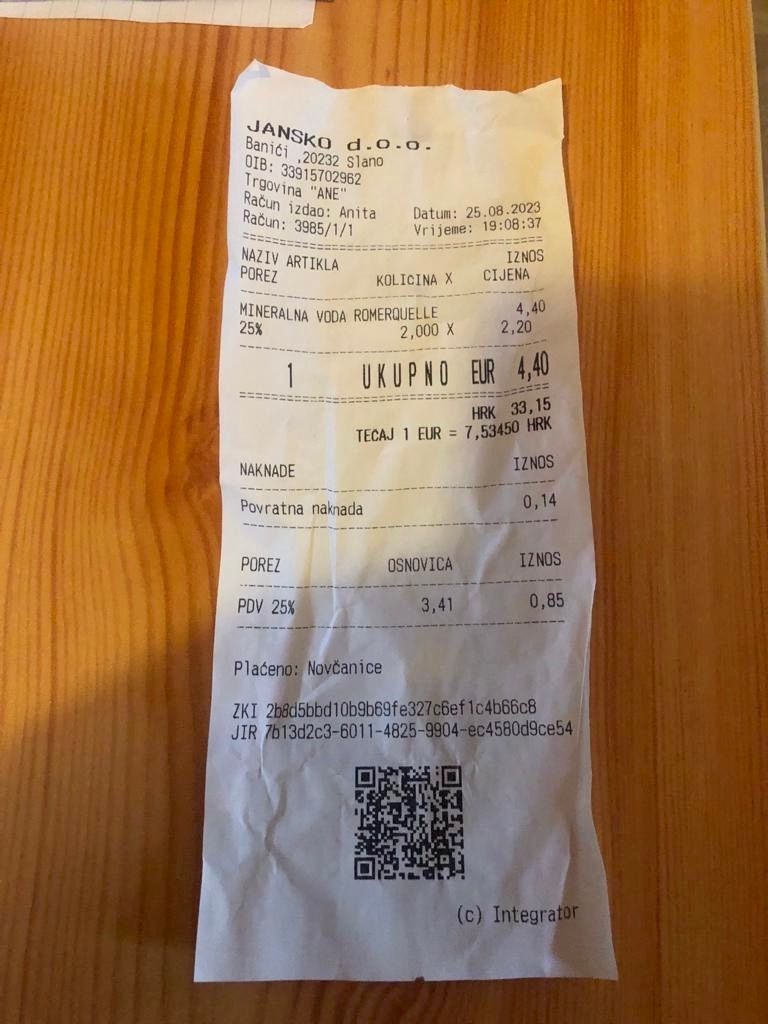 JANSKO d.o.o.
Banići ,20232 Slano
OIB: 33915702962
Trgovina "ANE"
Račun izdao: Anita Datum: 25.08.2023
Račun: 3985/1/1 Vrijeme: 19:08:37
NAZIV ARTIKLA IZNOS
POREZ KOLICINA X CIJENA
MINERALNA VODA ROMERQUELLE 4,40
25% 2,000 X 2,20
1 UKUPNO EUR 4,40
HRK 33,15
TECAJ 1 EUR = 7,53450 HRK
NAKNADE IZNOS
Povratna naknada 0,14
POREZ OSNOVICA IZNOS
PDV 25% 3,41 0,85
Plaćeno: Novčanice
ZKI 2b8d5bbd10b9b69fe327c6ef1c4b66c8
JIR 7b13d2c3-6011-4825-9904-ec4580d9ce54
(c) Integrator